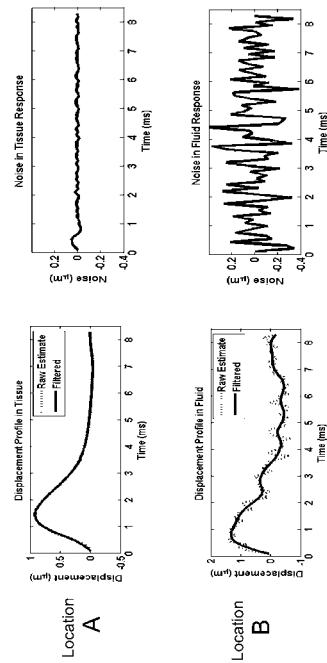 Location
A
Displacement Profile in Tissue
Displacement (μm)
1
0.5
0
-0.5
Raw Estimate
Filtered
0 1 2 3 4 5 6 7 8
Time (ms)
Noise in Tissue Response
Noise (μm)
0.4
0.2
0
-0.2
-0.4
0 1 2 3 4 5 6 7 8
Time (ms)
Location
B
Displacement Profile in Fluid
Displacement (μm)
2
1
0
-1
Raw Estimate
Filtered
0 1 2 3 4 5 6 7 8
Time (ms)
Noise in Fluid Response
Noise (μm)
0.4
0.2
0
-0.2
-0.4
0 1 2 3 4 5 6 7 8
Time (ms)